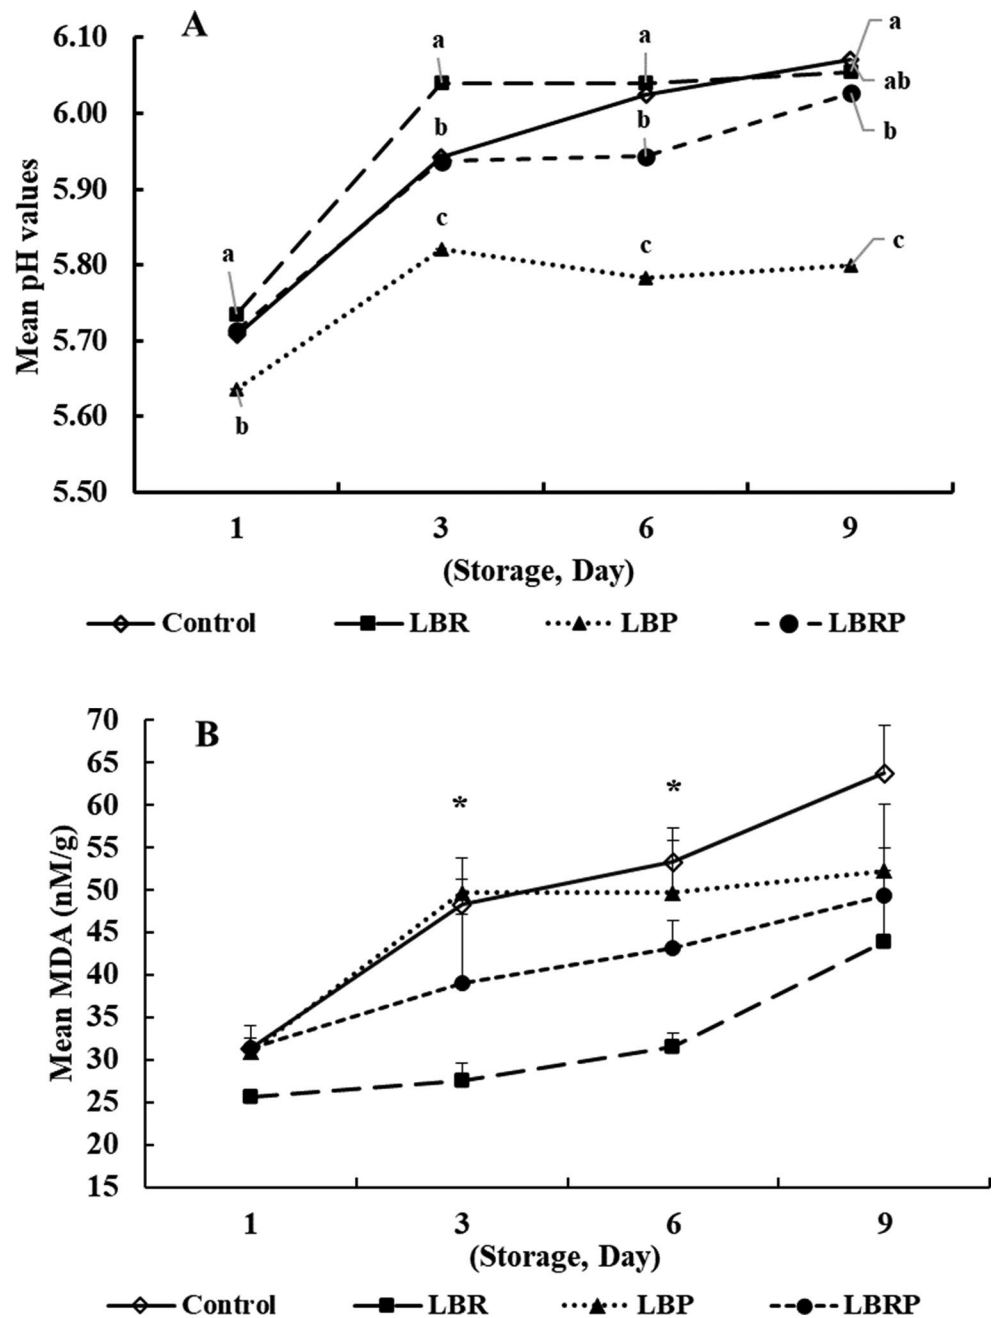 A
6.10
6.00
5.90
5.80
5.70
5.60
5.50
Mean pH values
a
b
a
b
c
a
b
c
a
ab
b
c
1 3 6 9
(Storage, Day)
Control LBR LBP LBRP
B
70
65
60
55
50
45
40
35
30
25
20
15
Mean MDA (nM/g)
* *
1 3 6 9
(Storage, Day)
Control LBR LBP LBRP